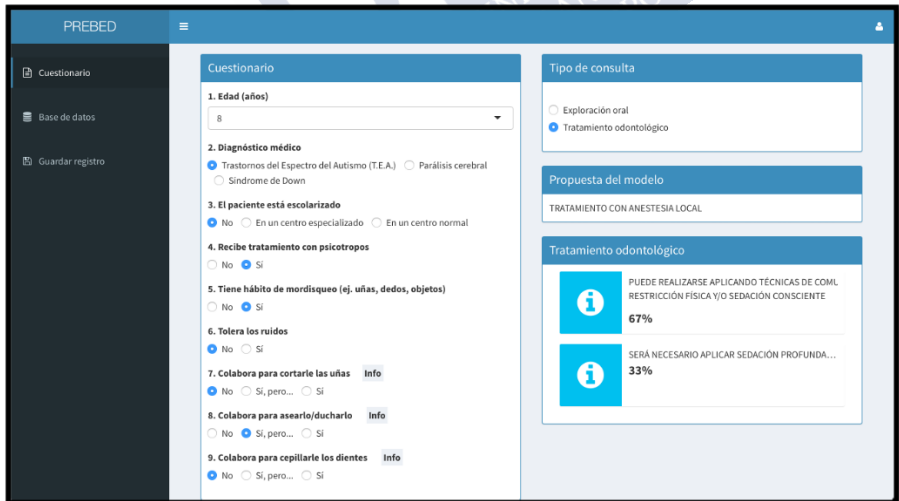 PREBED
Cuestionario
Base de datos
Guardar registro
Cuestionario
1. Edad (años)
8
2. Diagnóstico médico
Trastornos del Espectro del Autismo (T.E.A.) Parálisis cerebral
Síndrome de Down
3. El paciente está escolarizado
No En un centro especializado En un centro normal
4. Recibe tratamiento con psicotropos
No Sí
5. Tiene hábito de mordisqueo (ej. uñas, dedos, objetos)
No Sí
6. Tolera los ruidos
No Sí
7. Colabora para cortarle las uñas Info
No Sí, pero... Sí
8. Colabora para asearlo/ducharlo Info
No Sí, pero... Sí
9. Colabora para cepillarle los dientes Info
No Sí, pero... Sí
Tipo de consulta
Exploración oral
Tratamiento odontológico
Propuesta del modelo
TRATAMIENTO CON ANESTESIA LOCAL
Tratamiento odontológico
PUEDE REALIZARSE APLICANDO TÉCNICAS DE
RESTRICCIÓN FÍSICA Y/O SEDACIÓN CONSCIENTE
67%
SERÁ NECESARIO APLICAR SEDACIÓN PROFUNDA...
33%